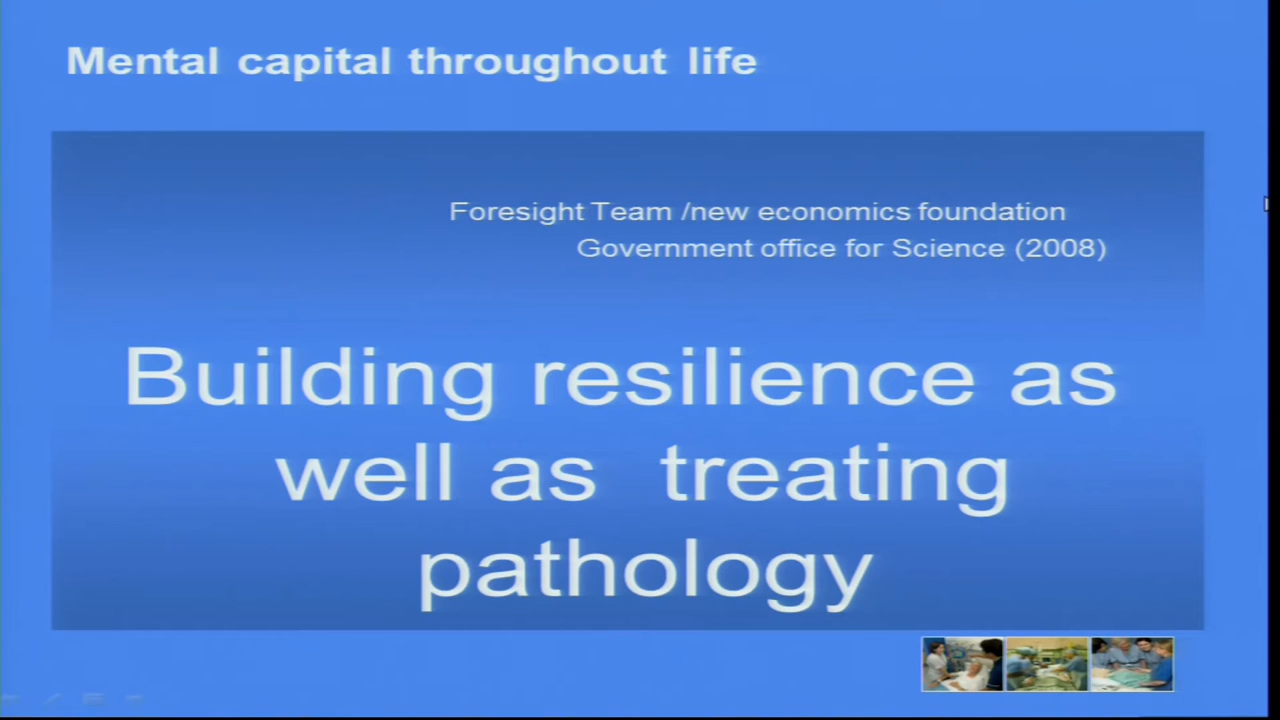 Mental capital throughout life
Foresight Team /new economics foundation
Government office for Science (2008)
Building resilience as
well as treating
pathology